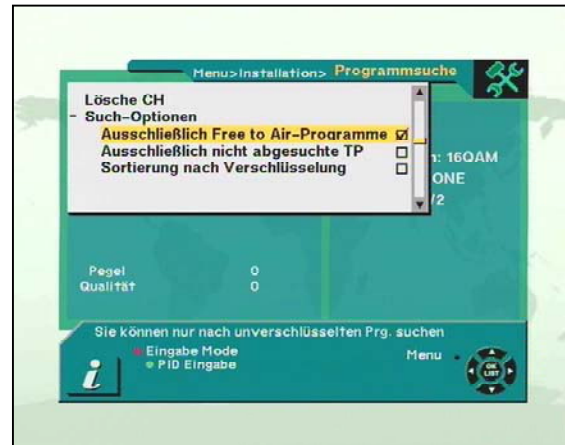 Menu>Installation> Programmsuche
Lösche CH
- Such-Optionen
Ausschließlich Free to Air-Programme
Ausschließlich nicht abgesuchte TP
Sortierung nach Verschlüsselung
n: 16QAM
ONE
/2
Pegel 0
Qualität 0
Sie können nur nach unverschlüsselten Prg. suchen
Eingabe Mode
PID Eingabe
Menu
OK
LIST
i